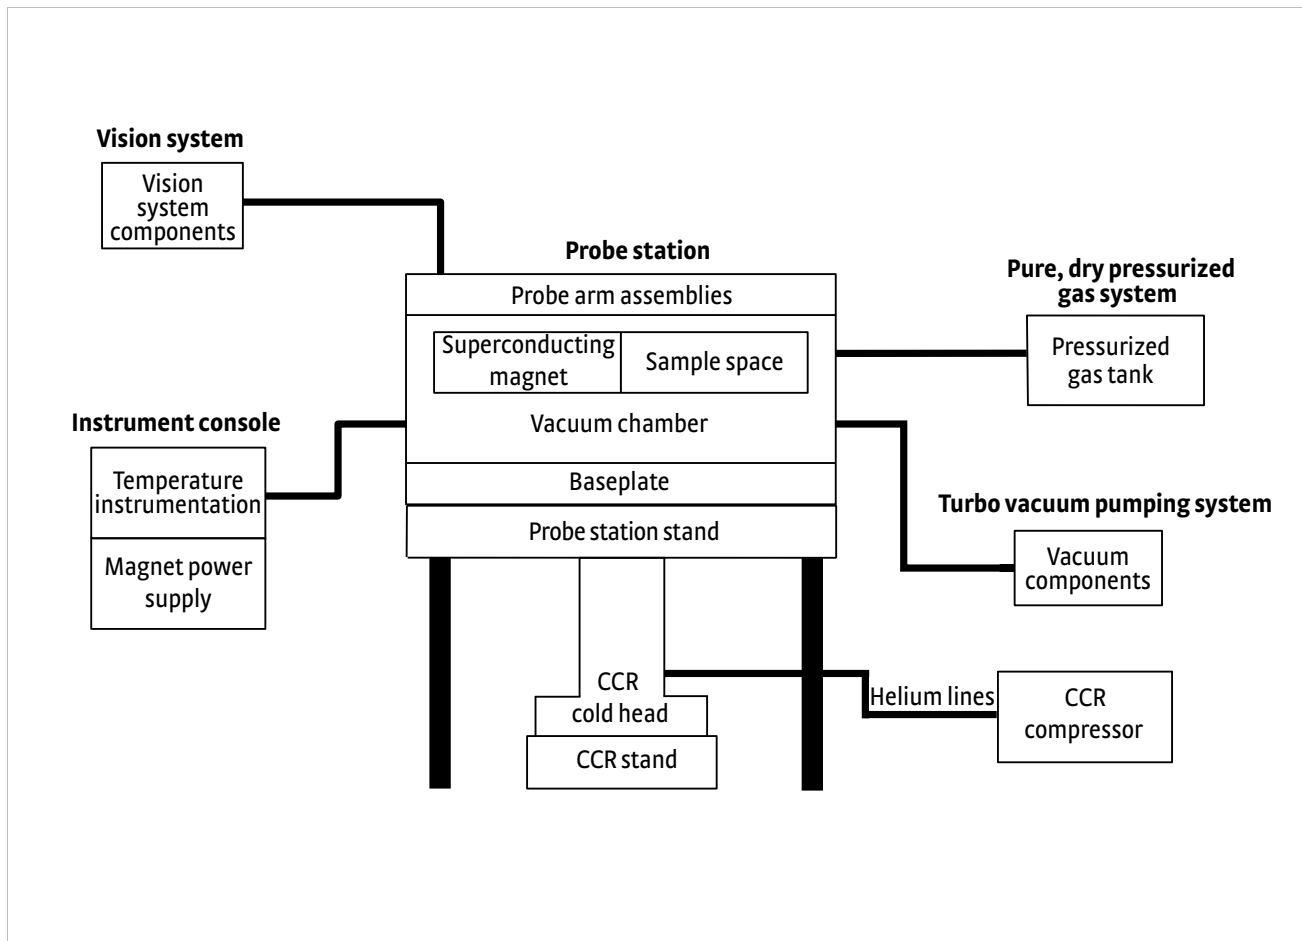 Vision system
Vision
system
components
Probe station
Probe arm assemblies
Superconducting
magnet
Sample space
Vacuum chamber
Baseplate
Probe station stand
Pure, dry pressurized
gas system
Pressurized
gas tank
Instrument console
Temperature
instrumentation
Magnet power
supply
Turbo vacuum pumping system
Vacuum
components
CCR
cold head
CCR stand
Helium lines
CCR
compressor